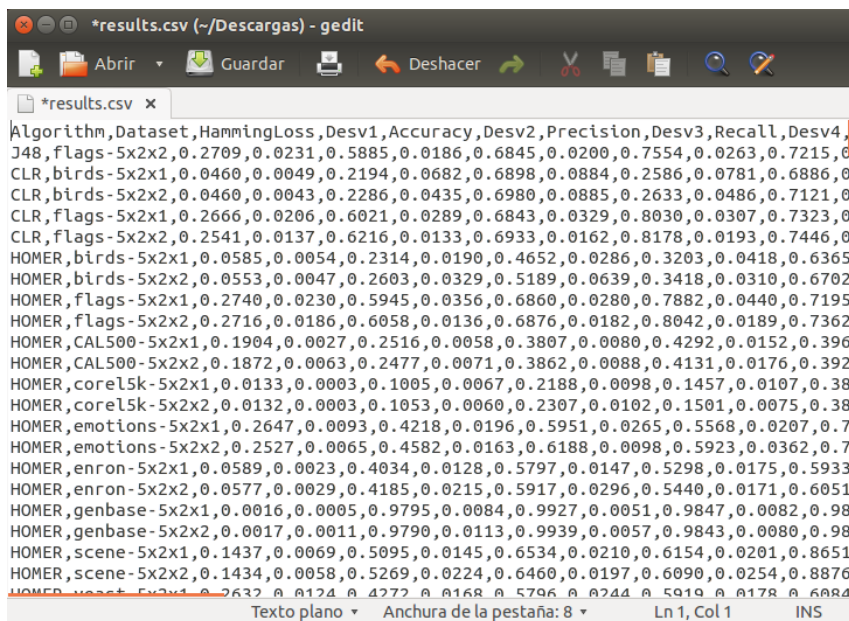 *results.csv (~/Descargas) - gedit
Abrir Guardar Deshacer
*results.csv x
Algorithm,Dataset,HammingLoss,Desv1,Accuracy,Desv2,Precision,Desv3,Recall,Desv4,
J48,flags-5x2x2,0.2709,0.0231,0.5885,0.0186,0.6845,0.0200,0.7554,0.0263,0.7215,0
CLR,birds-5x2x1,0.0460,0.0049,0.2194,0.0682,0.6898,0.0884,0.2586,0.0781,0.6886,0
CLR,birds-5x2x2,0.0460,0.0043,0.2286,0.0435,0.6980,0.0885,0.2633,0.0486,0.7121,0
CLR,flags-5x2x1,0.2666,0.0206,0.6021,0.0289,0.6843,0.0329,0.8030,0.0307,0.7323,0
CLR,flags-5x2x2,0.2541,0.0137,0.6216,0.0133,0.6933,0.0162,0.8178,0.0193,0.7446,0
HOMER,birds-5x2x1,0.0585,0.0054,0.2314,0.0190,0.4652,0.0286,0.3203,0.0418,0.6365
HOMER,birds-5x2x2,0.0553,0.0047,0.2603,0.0329,0.5189,0.0639,0.3418,0.0310,0.6702
HOMER,flags-5x2x1,0.2740,0.0230,0.5945,0.0356,0.6860,0.0280,0.7882,0.0440,0.7195
HOMER,flags-5x2x2,0.2716,0.0186,0.6058,0.0136,0.6876,0.0182,0.8042,0.0189,0.7362
HOMER,CAL500-5x2x1,0.1904,0.0027,0.2516,0.0058,0.3807,0.0080,0.4292,0.0152,0.396
HOMER,CAL500-5x2x2,0.1872,0.0063,0.2477,0.0071,0.3862,0.0088,0.4131,0.0176,0.392
HOMER,corel5k-5x2x1,0.0133,0.0003,0.1005,0.0067,0.2188,0.0098,0.1457,0.0107,0.38
HOMER,corel5k-5x2x2,0.0132,0.0003,0.1053,0.0060,0.2307,0.0102,0.1501,0.0075,0.38
HOMER,emotions-5x2x1,0.2647,0.0093,0.4218,0.0196,0.5951,0.0265,0.5568,0.0207,0.7
HOMER,emotions-5x2x2,0.2527,0.0065,0.4582,0.0163,0.6188,0.0098,0.5923,0.0362,0.7
HOMER,enron-5x2x1,0.0589,0.0023,0.4034,0.0128,0.5797,0.0147,0.5298,0.0175,0.5933
HOMER,enron-5x2x2,0.0577,0.0029,0.4185,0.0215,0.5917,0.0296,0.5440,0.0171,0.6051
HOMER,genbase-5x2x1,0.0016,0.0005,0.9795,0.0084,0.9927,0.0051,0.9847,0.0082,0.98
HOMER,genbase-5x2x2,0.0017,0.0011,0.9790,0.0113,0.9939,0.0057,0.9843,0.0080,0.98
HOMER,scene-5x2x1,0.1437,0.0069,0.5095,0.0145,0.6534,0.0210,0.6154,0.0201,0.8651
HOMER,scene-5x2x2,0.1434,0.0058,0.5269,0.0224,0.6460,0.0197,0.6090,0.0254,0.8876
HOMER,yeast-5x2x1,0.2632,0.0124,0.4272,0.0168,0.5796,0.0244,0.5919,0.0178,0.6084
Texto plano Anchura de la pestaña: 8 Ln 1, Col 1 INS